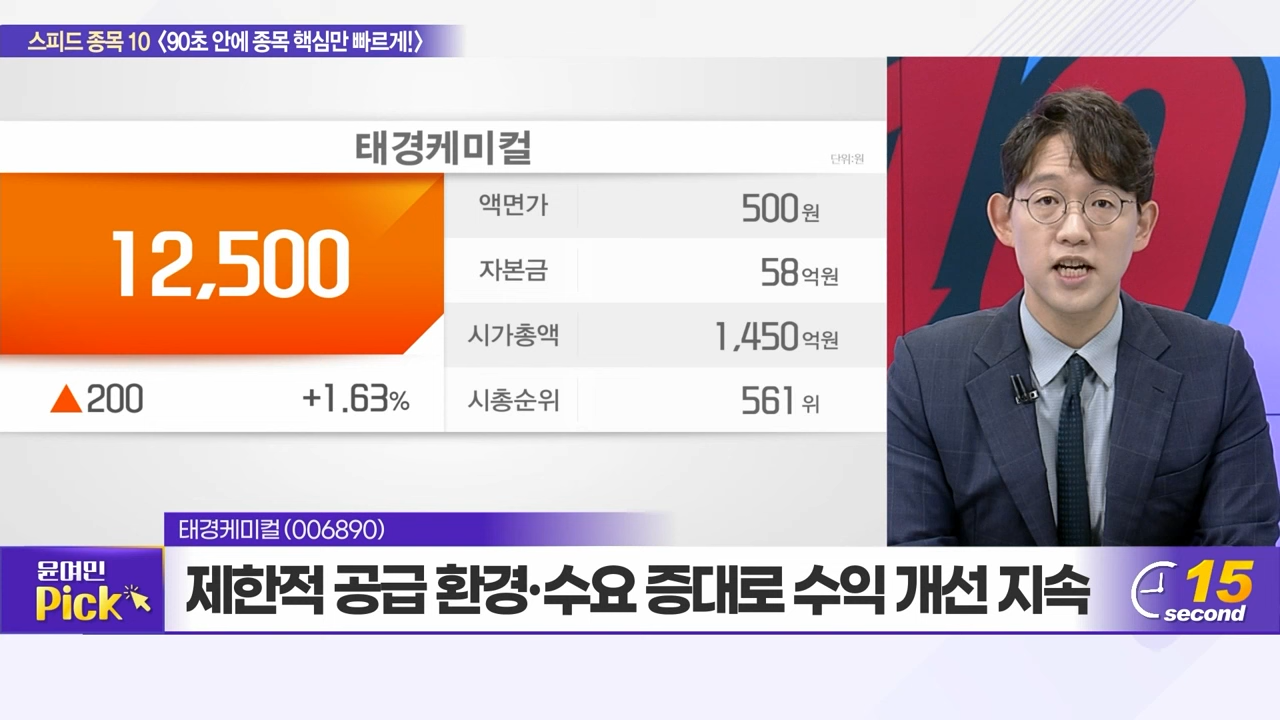 스피드 종목 10 〈90초 안에 종목 핵심만 빠르게!〉
태경케미컬
단위:원
12,500
▲200 +1.63%
액면가 500원
자본금 58억원
시가총액 1,450억원
시총순위 561위
태경케미컬(006890)
윤여민
Pick
제한적 공급 환경·수요 증대로 수익 개선 지속
15
second